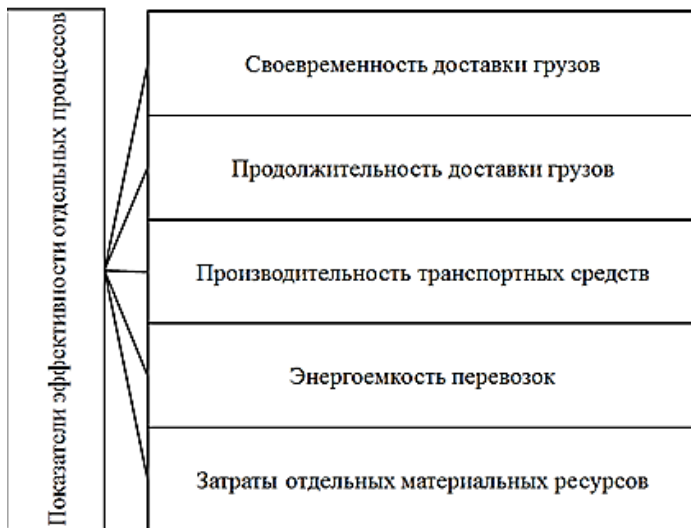 Показатели эффективности отдельных процессов
Своевременность доставки грузов
Продолжительность доставки грузов
Производительность транспортных средств
Энергоемкость перевозок
Затраты отдельных материальных ресурсов